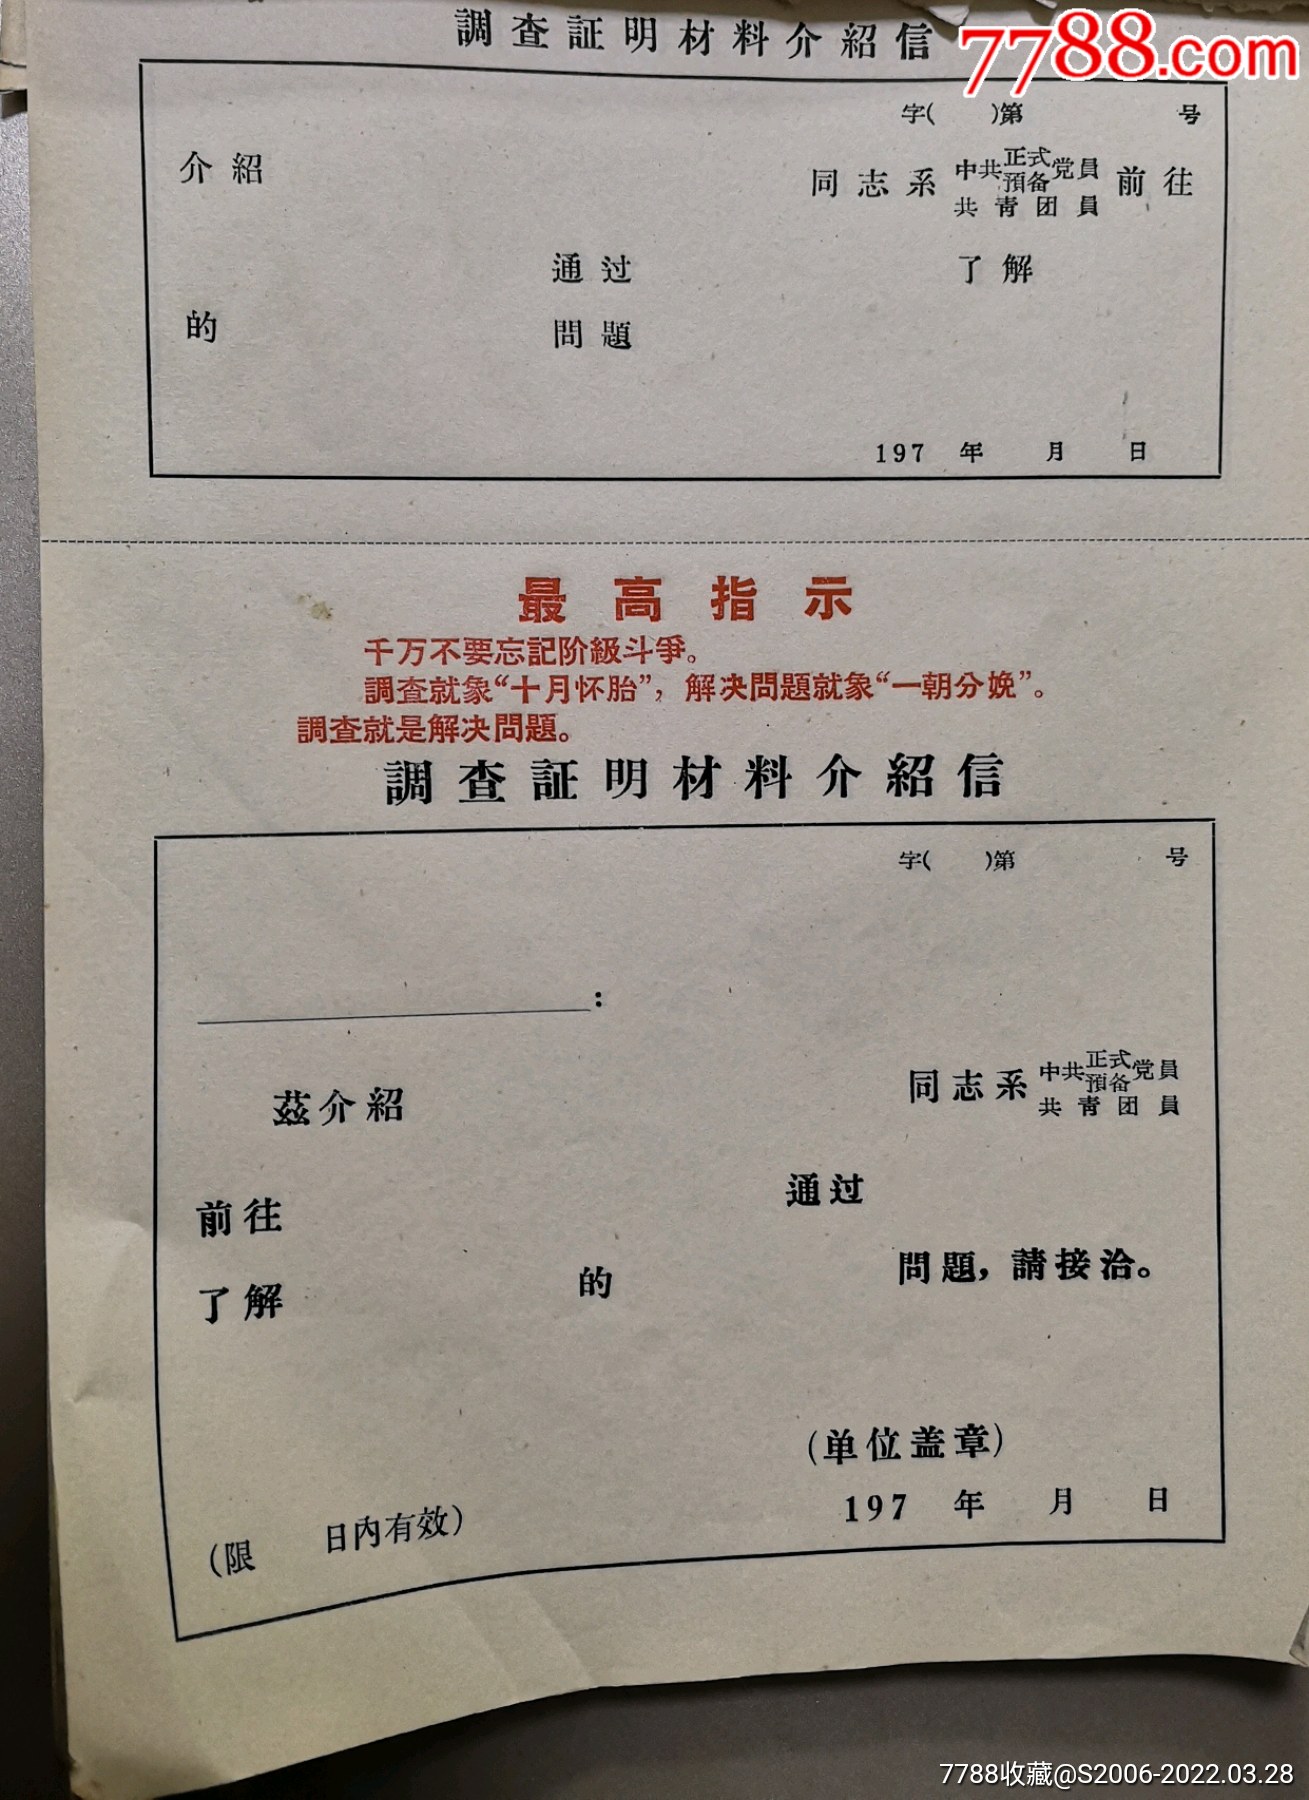 調查証明材料介紹信
7788.com
字(　　)第　　　　号
介紹　　　　同志系 中共正式党員 前往
預备
共青团員
通过　　　　了解
的　　　　問題
197　年　　月　　日
最高指示
千万不要忘記阶級斗爭。
調查就象“十月怀胎”，解决問題就象“一朝分娩”。
調查就是解决問題。
調查証明材料介紹信
字(　　)第　　　　号
：
茲介紹　　　　同志系 中共正式党員
預备
共青团員
前往　　　　通过
了解　　　　的　　　　問題，請接洽。
(单位盖章)
197　年　　月　　日
(限　　日內有效)
7788收藏@S2006-2022.03.28